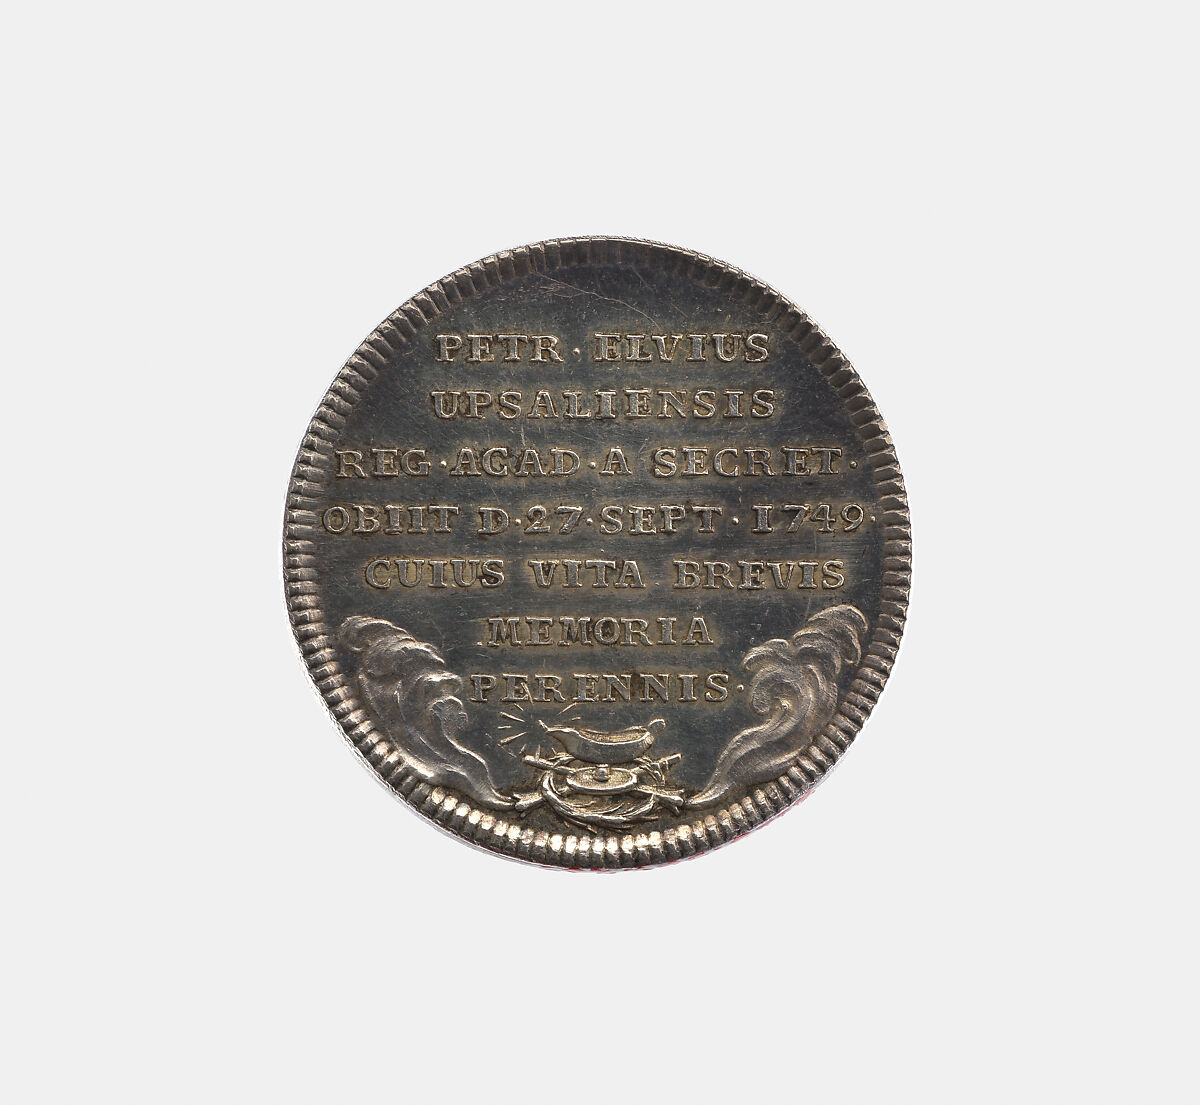 PETR · ELVIUS
UPSALIENSIS
REG · ACAD · A SECRET ·
OBIIT D · 27 · SEPT · 1749 ·
CUIUS VITA BREVIS
MEMORIA
PERENNIS ·